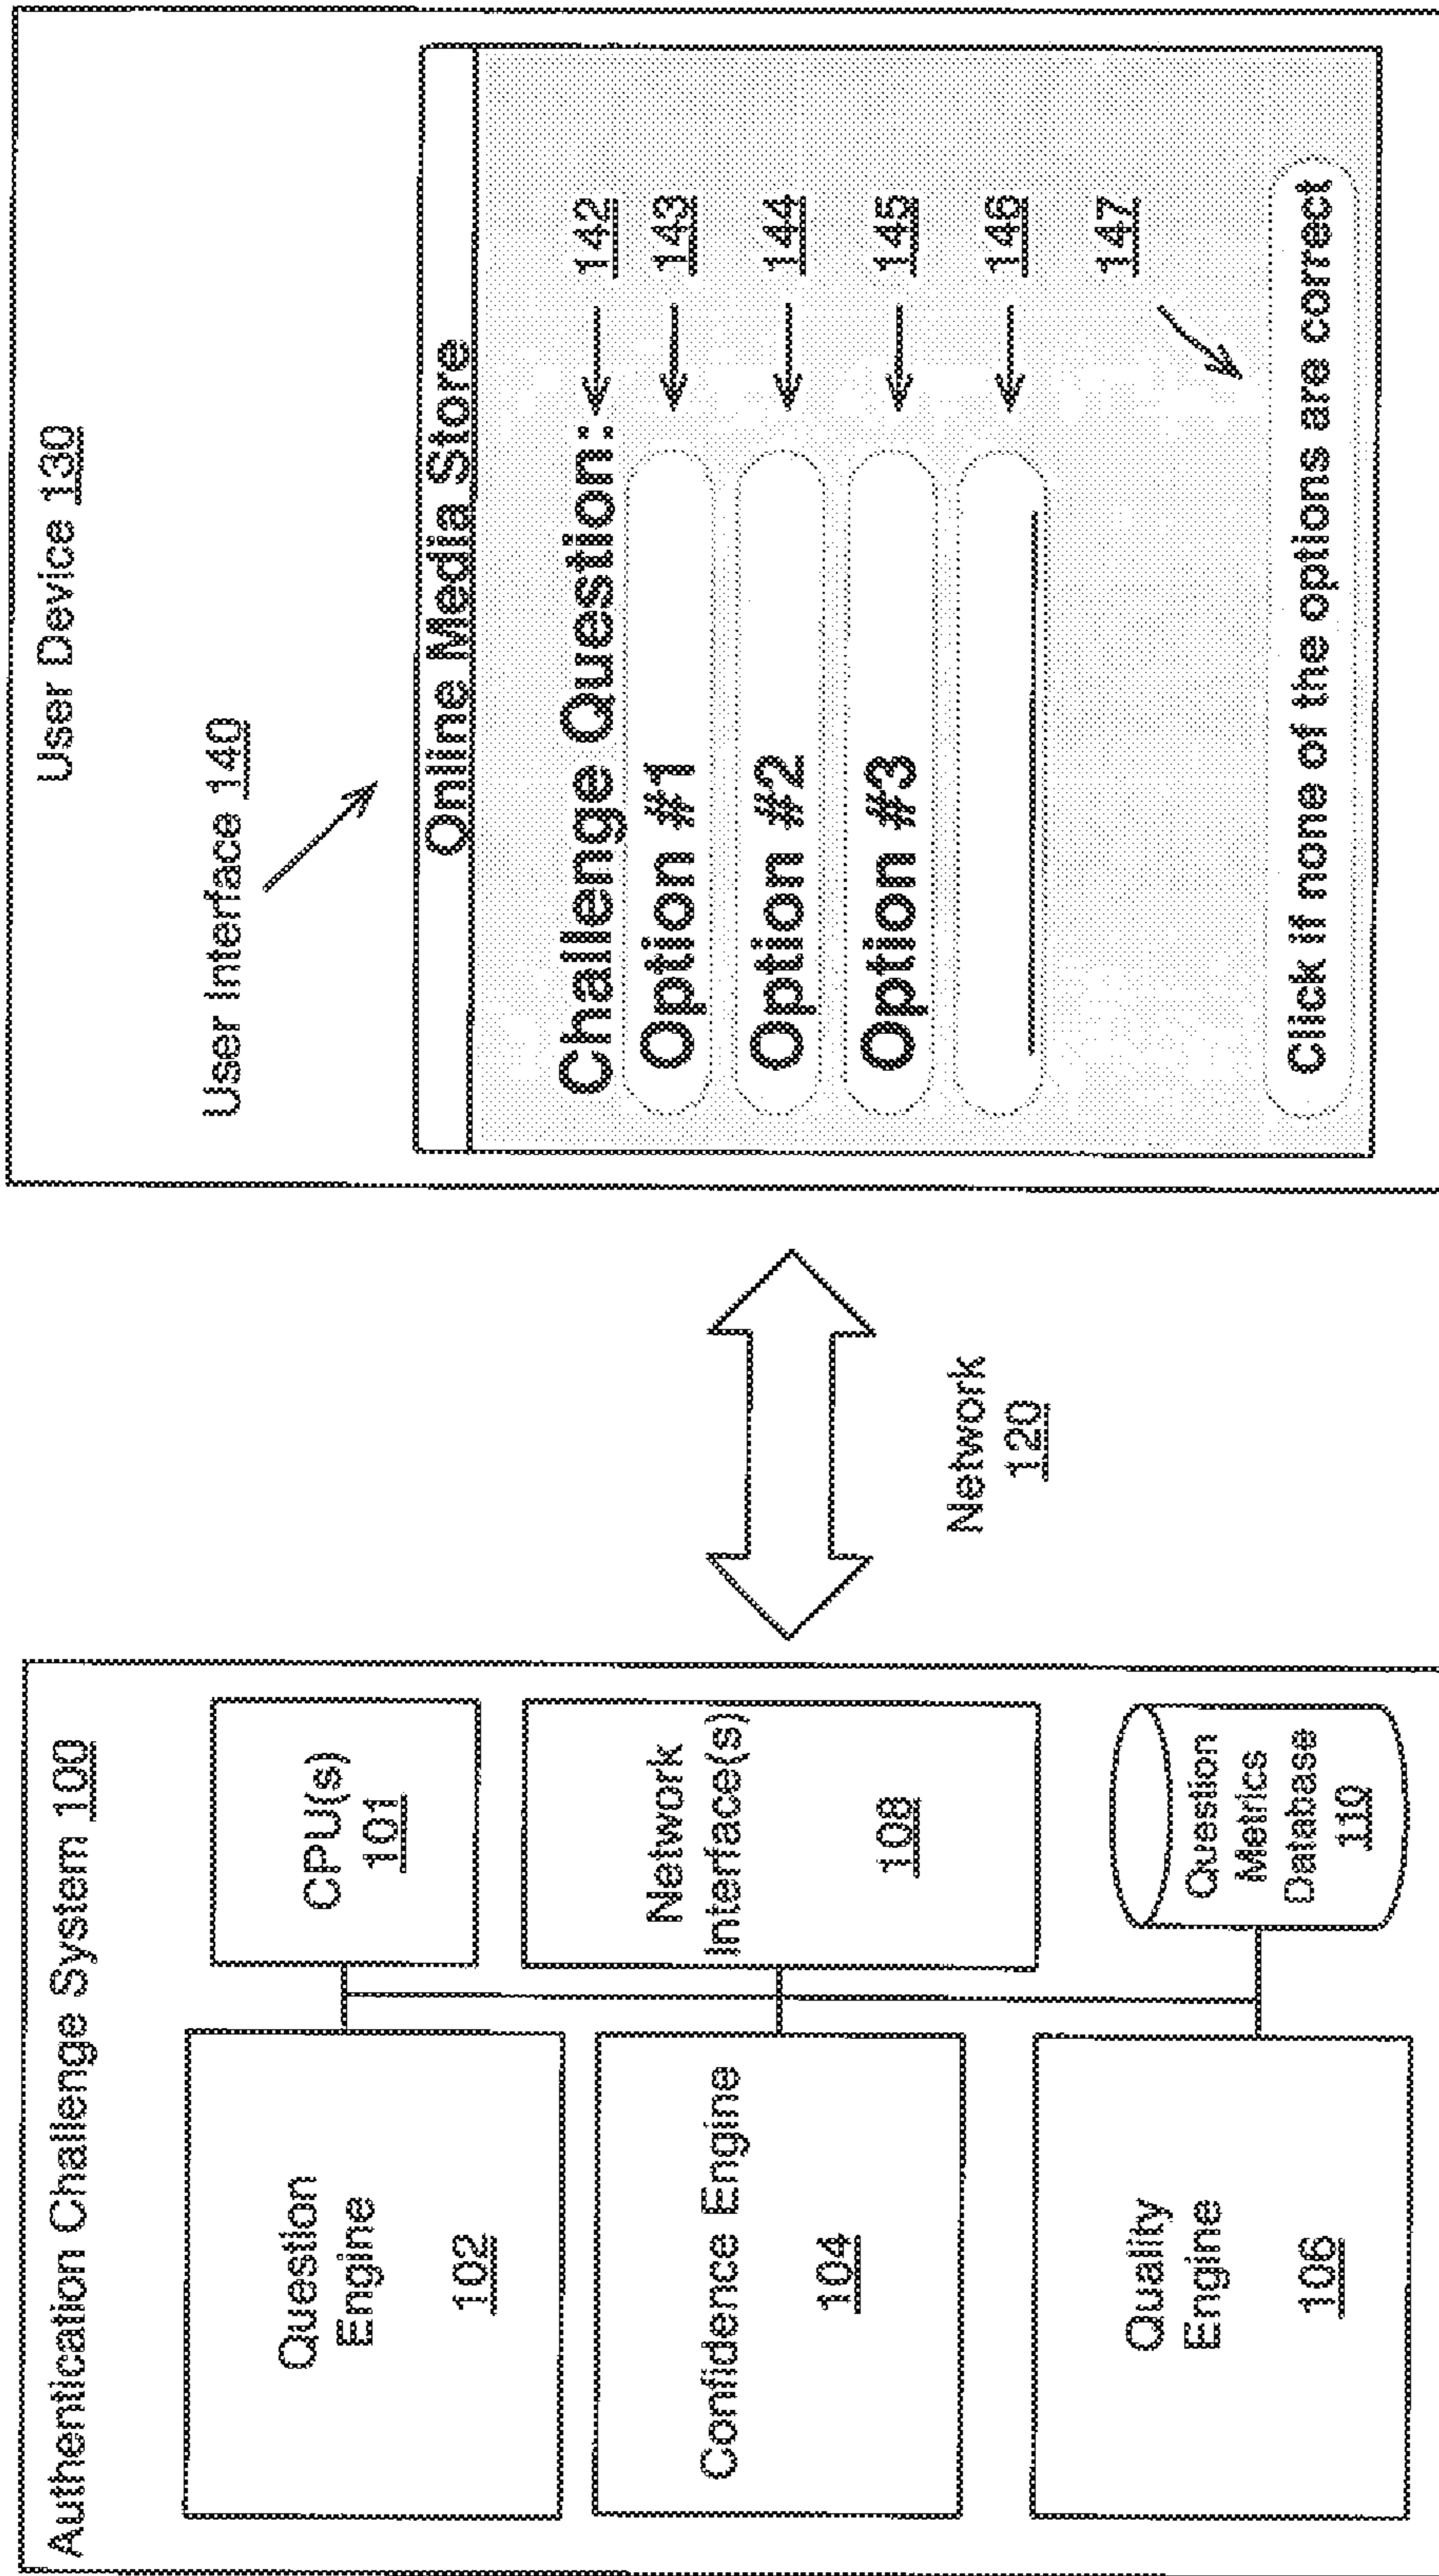 Authentication Challenge System 100
Question
Engine
102
CPU(s)
101
Confidence Engine
104
Network
Interface(s)
108
Quality
Engine
106
Question
Metrics
Database
110
Network
120
User Device 130
User Interface 140
Online Media Store
Challenge Question:
142
Option #1
143
Option #2
144
Option #3
145
146
147
Click if none of the options are correct